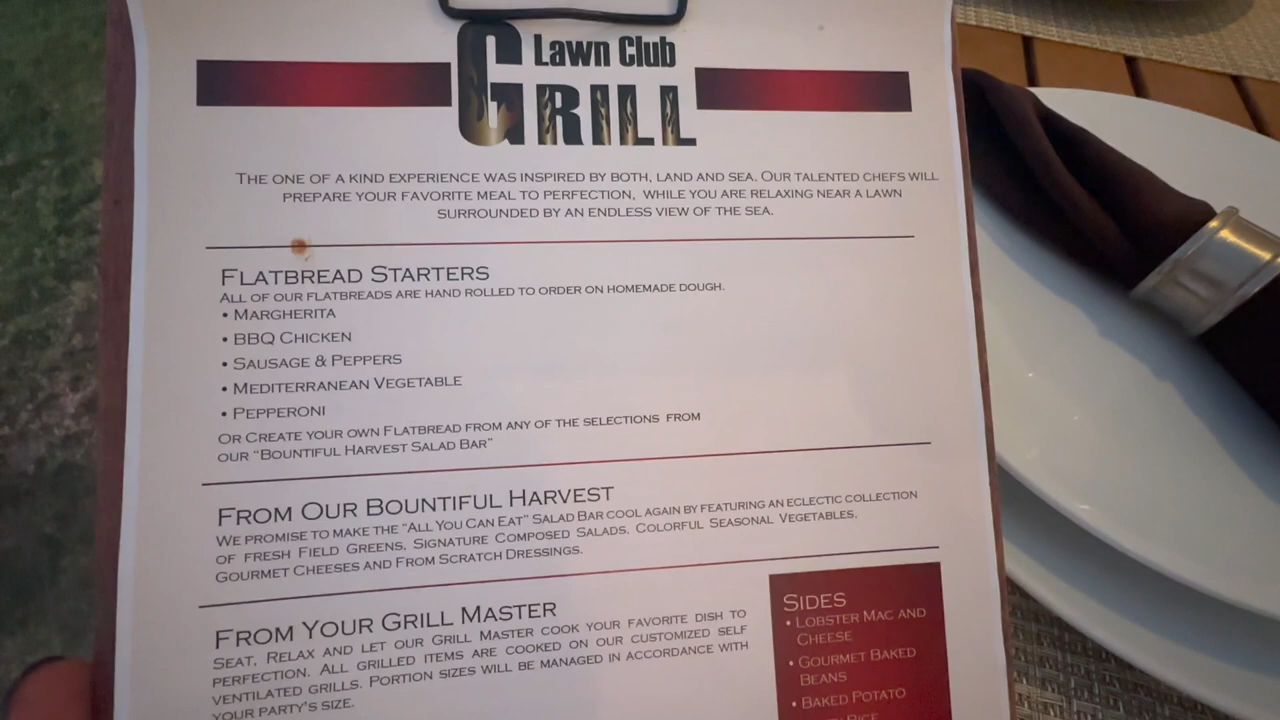 Lawn Club
GRILL
THE ONE OF A KIND EXPERIENCE WAS INSPIRED BY BOTH, LAND AND SEA. OUR TALENTED CHEFS WILL
PREPARE YOUR FAVORITE MEAL TO PERFECTION, WHILE YOU ARE RELAXING NEAR A LAWN
SURROUNDED BY AN ENDLESS VIEW OF THE SEA.
FLATBREAD STARTERS
ALL OF OUR FLATBREADS ARE HAND ROLLED TO ORDER ON HOMEMADE DOUGH.
• MARGHERITA
• BBQ CHICKEN
• SAUSAGE & PEPPERS
• MEDITERRANEAN VEGETABLE
• PEPPERONI
OR CREATE YOUR OWN FLATBREAD FROM ANY OF THE SELECTIONS FROM
OUR "BOUNTIFUL HARVEST SALAD BAR"
FROM OUR BOUNTIFUL HARVEST
WE PROMISE TO MAKE THE "ALL YOU CAN EAT" SALAD BAR COOL AGAIN BY FEATURING AN ECLECTIC COLLECTION
OF FRESH FIELD GREENS, SIGNATURE COMPOSED SALADS, COLORFUL SEASONAL VEGETABLES,
GOURMET CHEESES AND FROM SCRATCH DRESSINGS.
FROM YOUR GRILL MASTER
SEAT, RELAX AND LET OUR GRILL MASTER COOK YOUR FAVORITE DISH TO
PERFECTION. ALL GRILLED ITEMS ARE COOKED ON OUR CUSTOMIZED SELF
VENTILATED GRILLS. PORTION SIZES WILL BE MANAGED IN ACCORDANCE WITH
YOUR PARTY'S SIZE.
SIDES
• LOBSTER MAC AND
CHEESE
• GOURMET BAKED
BEANS
• BAKED POTATO
RICE